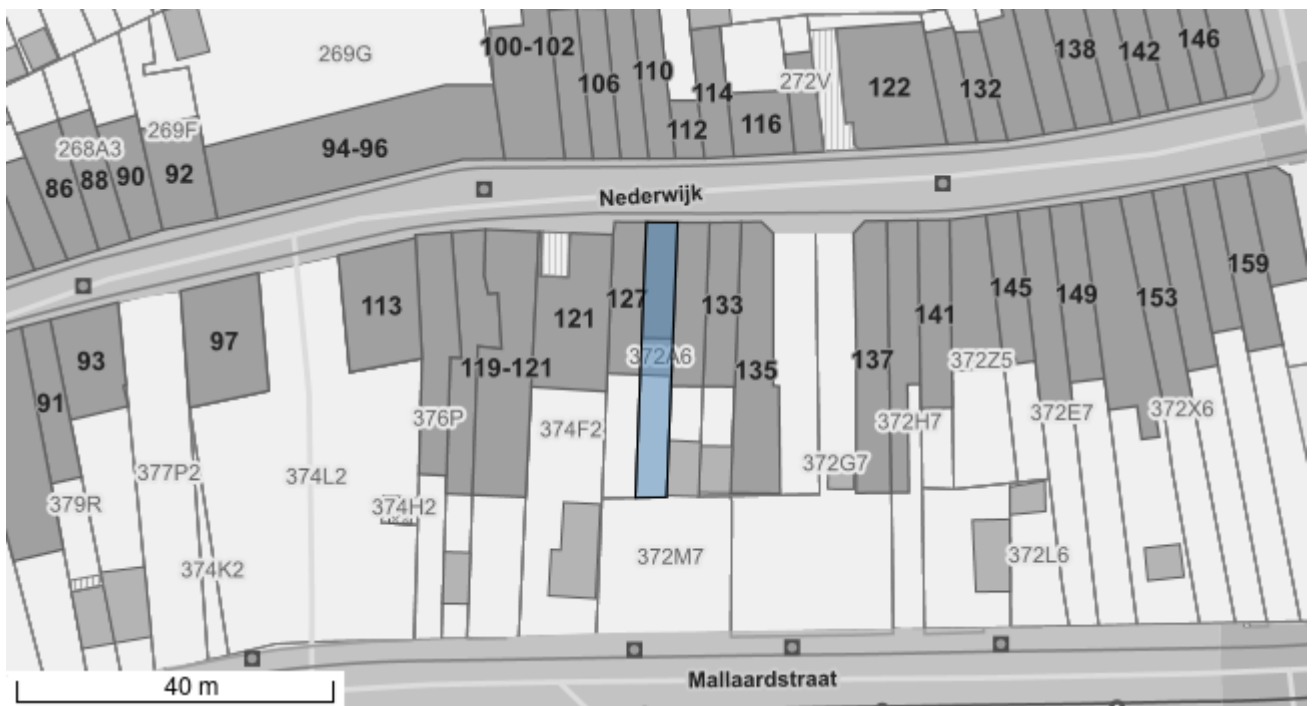 100-102
138
142
146
110
106
269G
272V
114
122
132
112
116
269F
268A3
94-96
86
88
90
92
Nederwijk
159
127
133
145
149
153
113
121
141
97
93
372A6
119-121
135
137
372Z5
91
376P
374F2
372H7
372E7
372X6
377P2
374L2
372G7
379R
374H2
374K2
372M7
372L6
Mallaardstraat
40 m